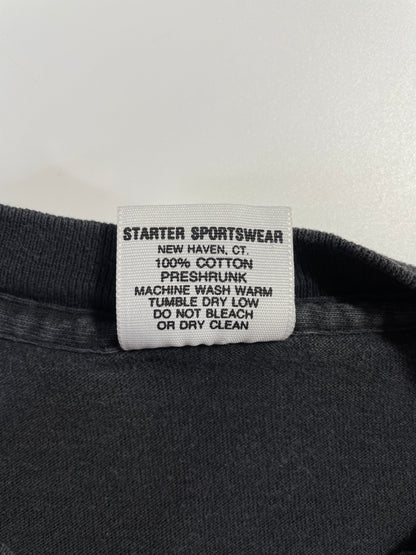 STARTER SPORTSWEAR
NEW HAVEN, CT.
100% COTTON
PRESHRUNK
MACHINE WASH WARM
TUMBLE DRY LOW
DO NOT BLEACH
OR DRY CLEAN